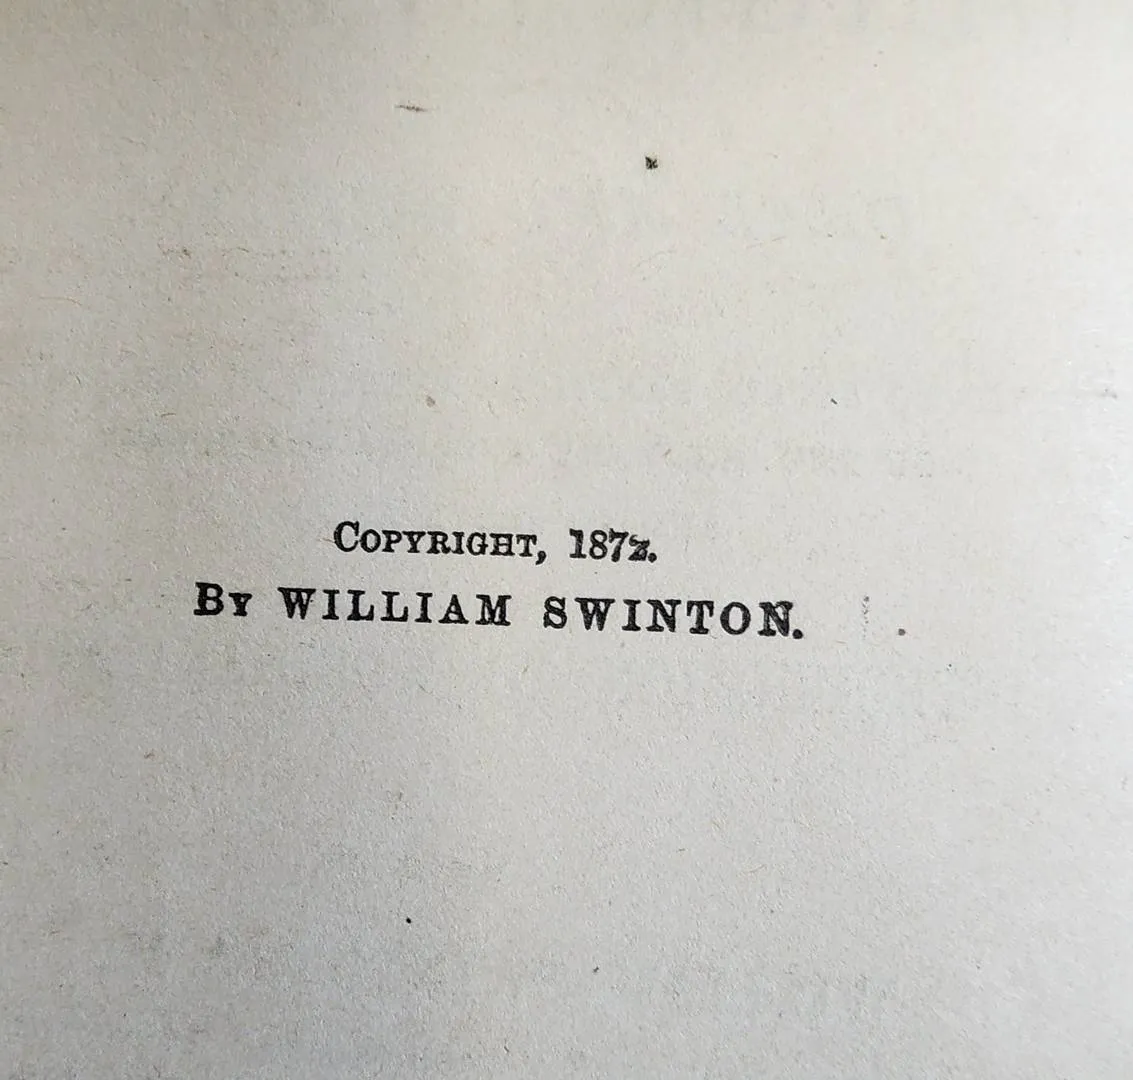 COPYRIGHT, 1872.
BY WILLIAM SWINTON.